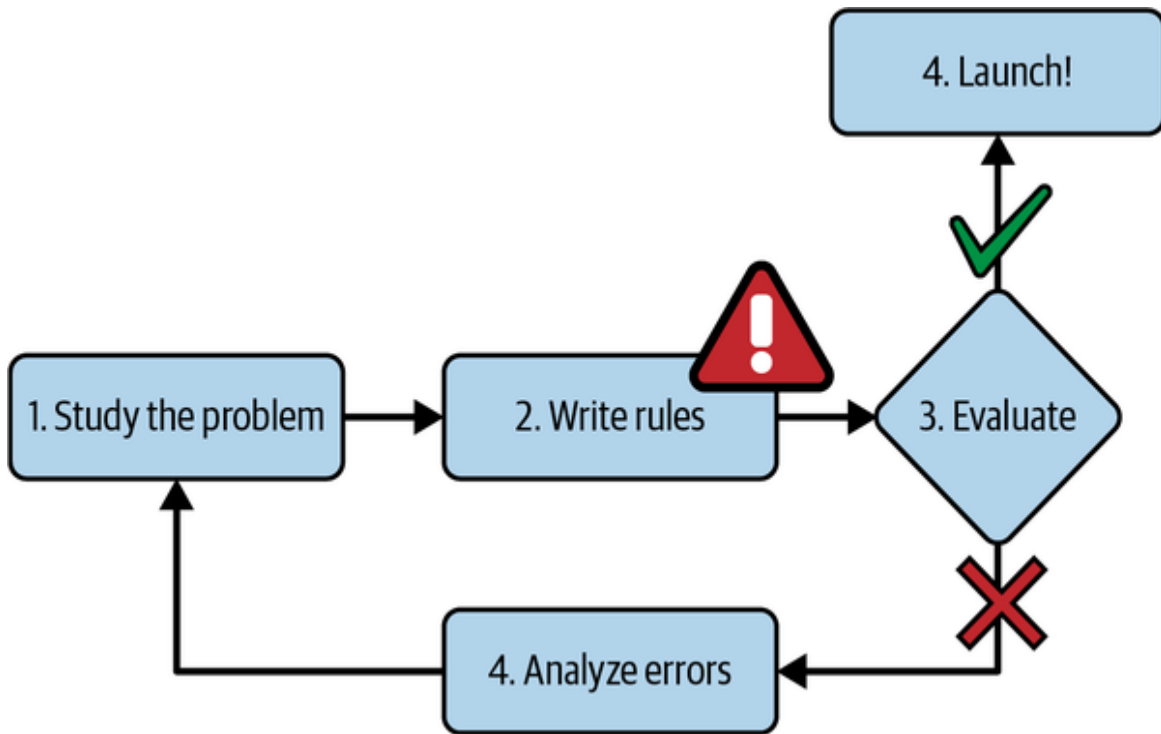 4. Launch!
1. Study the problem
2. Write rules
3. Evaluate
4. Analyze errors